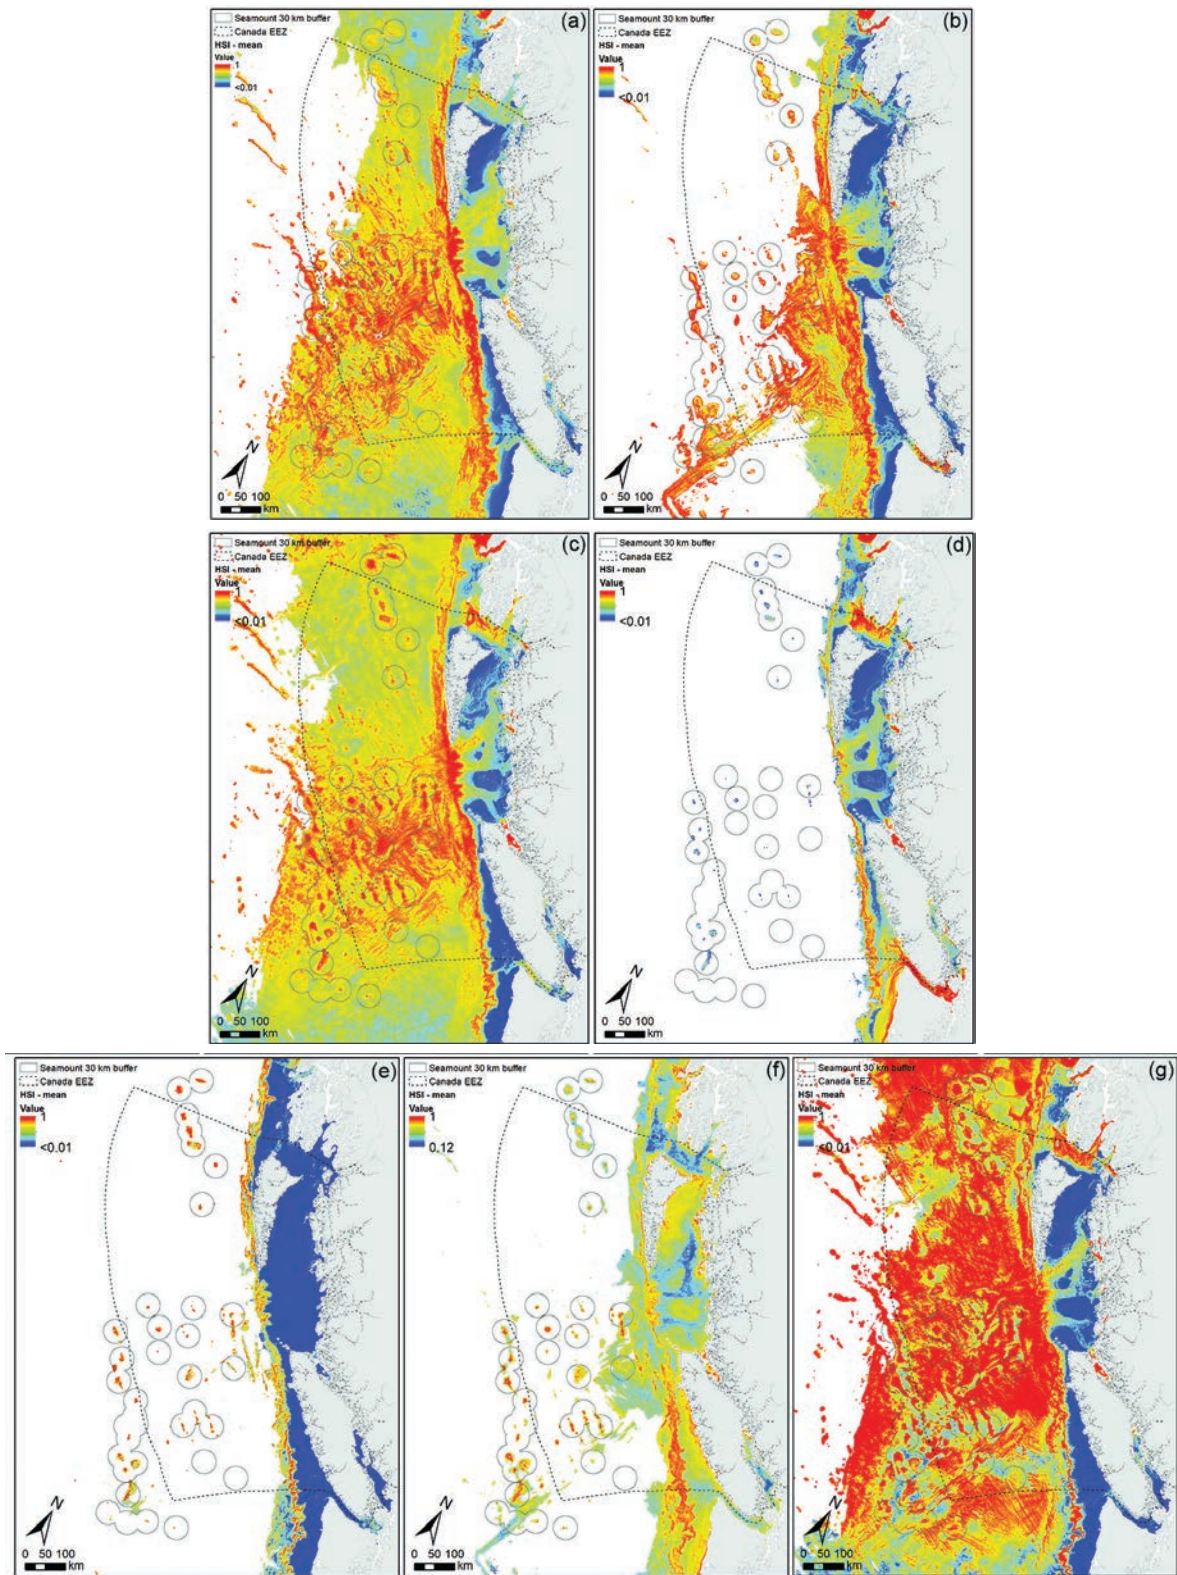 Seamount 30 km buffer
Canada EEZ
HSI - mean
Value
1
<0.01
(a)
N
0 50 100
km
Seamount 30 km buffer
Canada EEZ
HSI - mean
Value
1
<0.01
(b)
N
0 50 100
km
Seamount 30 km buffer
Canada EEZ
HSI - mean
Value
1
<0.01
(c)
N
0 50 100
km
Seamount 30 km buffer
Canada EEZ
HSI - mean
Value
1
<0.01
(d)
N
0 50 100
km
Seamount 30 km buffer
Canada EEZ
HSI - mean
Value
1
<0.01
(e)
N
0 50 100
km
Seamount 30 km buffer
Canada EEZ
HSI - mean
Value
1
0.12
(f)
N
0 50 100
km
Seamount 30 km buffer
Canada EEZ
HSI - mean
Value
1
<0.01
(g)
N
0 50 100
km